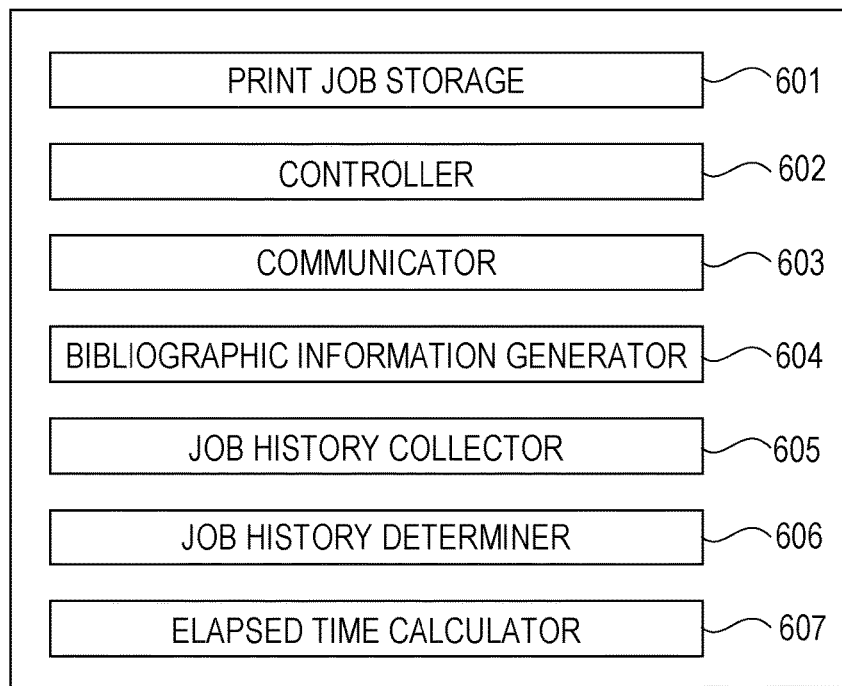 PRINT JOB STORAGE 601
CONTROLLER 602
COMMUNICATOR 603
BIBLIOGRAPHIC INFORMATION GENERATOR 604
JOB HISTORY COLLECTOR 605
JOB HISTORY DETERMINER 606
ELAPSED TIME CALCULATOR 607